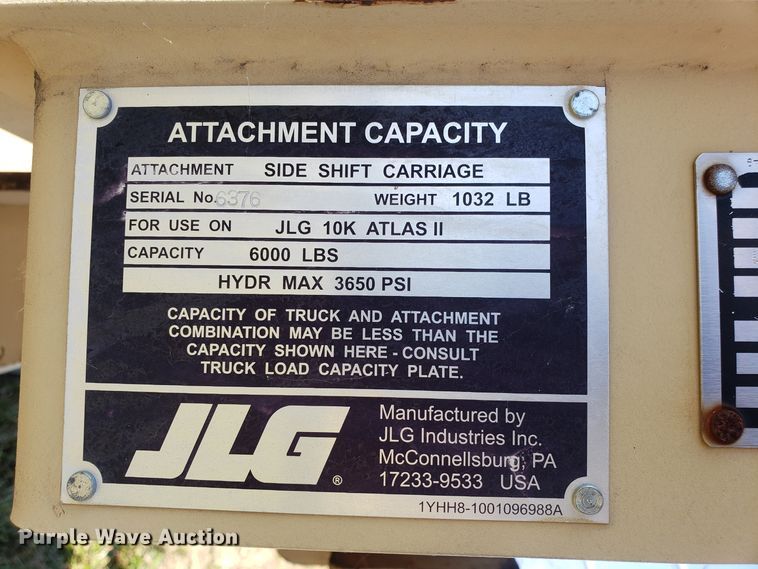 ATTACHMENT CAPACITY
ATTACHMENT SIDE SHIFT CARRIAGE
SERIAL No. 6376 WEIGHT 1032 LB
FOR USE ON JLG 10K ATLAS II
CAPACITY 6000 LBS
HYDR MAX 3650 PSI
CAPACITY OF TRUCK AND ATTACHMENT
COMBINATION MAY BE LESS THAN THE
CAPACITY SHOWN HERE - CONSULT
TRUCK LOAD CAPACITY PLATE.
JLG ®
Manufactured by
JLG Industries Inc.
McConnellsburg, PA
17233-9533 USA
1YHH8-1001096988A
Purple Wave Auction